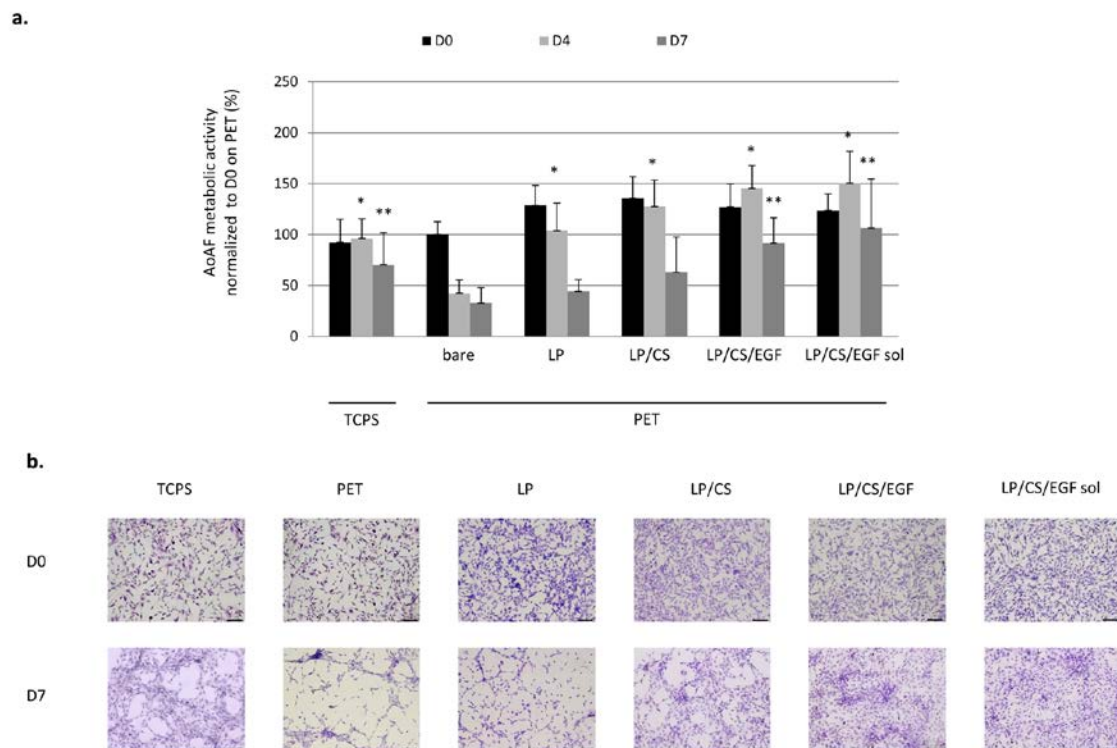 a.
D0 D4 D7
AoAF metabolic activity
normalized to D0 on PET (%)
250
200
150
100
50
0
* ** * * * ** * **
bare LP LP/CS LP/CS/EGF LP/CS/EGF sol
TCPS PET
b.
TCPS PET LP LP/CS LP/CS/EGF LP/CS/EGF sol
D0
D7